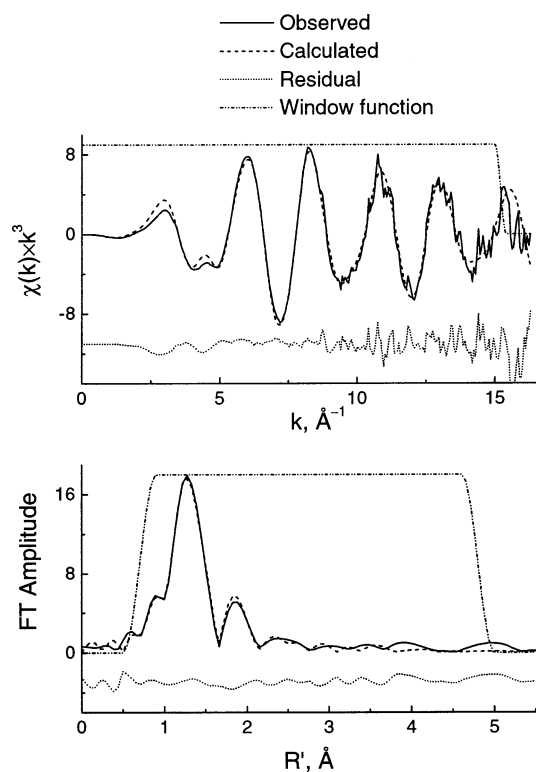 Observed
Calculated
Residual
Window function
χ(k)×k³
8
0
-8
0 5 10 15
k, Å⁻¹
FT Amplitude
16
8
0
0 1 2 3 4 5
R', Å